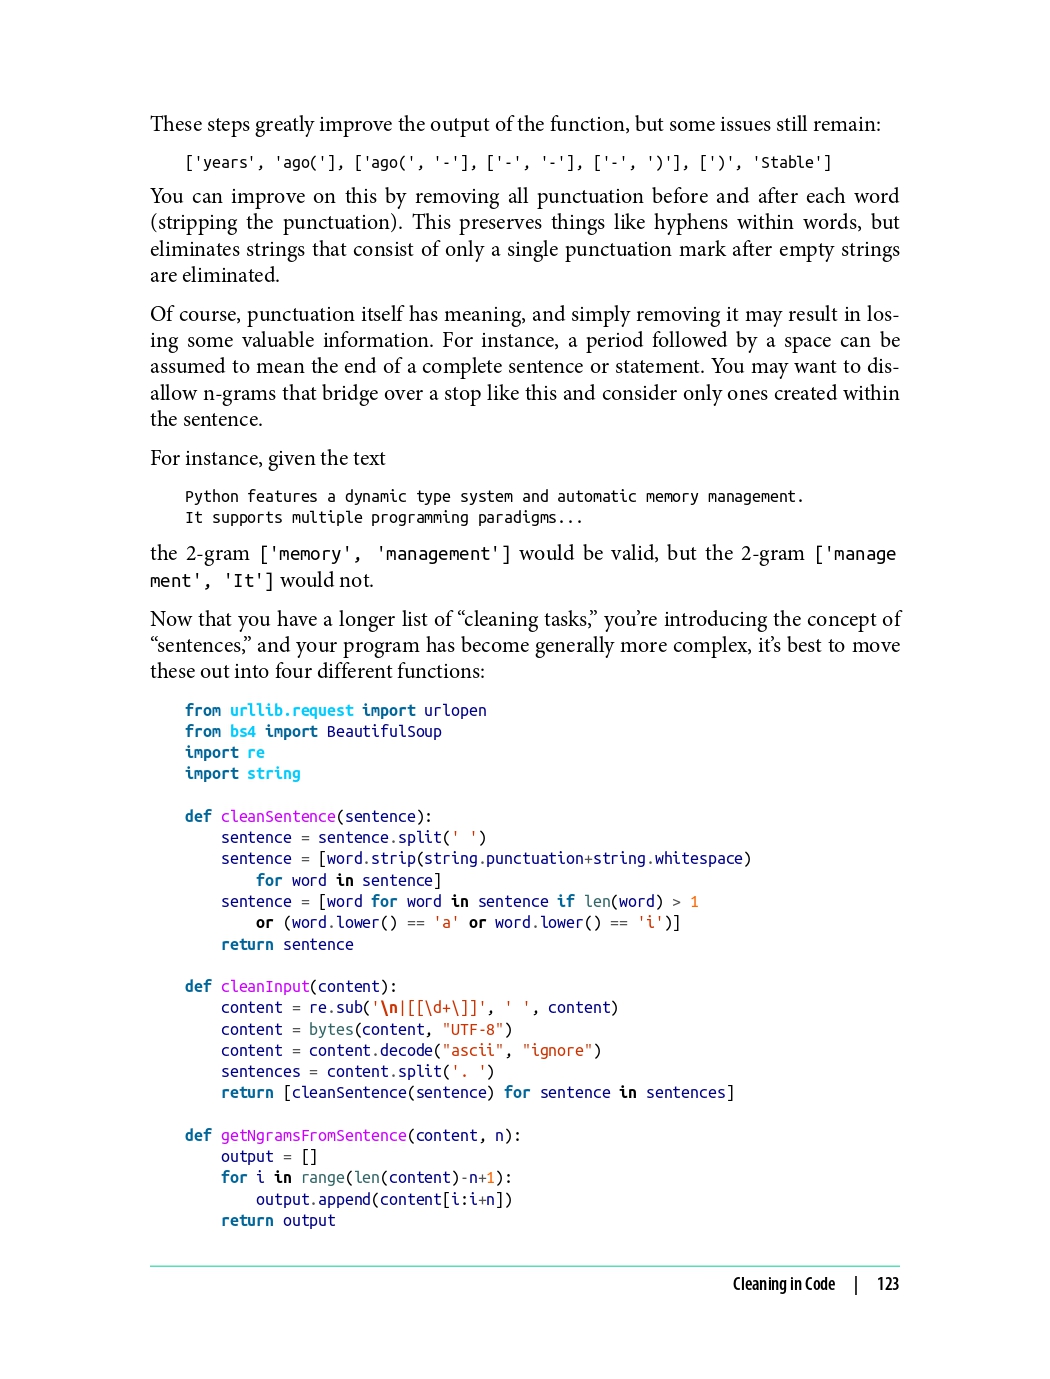 These steps greatly improve the output of the function, but some issues still remain:
['years', 'ago('], ['ago(', '-'], ['-', '-'], ['-', ')'], [')', 'Stable']
You can improve on this by removing all punctuation before and after each word
(stripping the punctuation). This preserves things like hyphens within words, but
eliminates strings that consist of only a single punctuation mark after empty strings
are eliminated.
Of course, punctuation itself has meaning, and simply removing it may result in los-
ing some valuable information. For instance, a period followed by a space can be
assumed to mean the end of a complete sentence or statement. You may want to dis-
allow n-grams that bridge over a stop like this and consider only ones created within
the sentence.
For instance, given the text
Python features a dynamic type system and automatic memory management.
It supports multiple programming paradigms...
the 2-gram ['memory', 'management'] would be valid, but the 2-gram ['manage
ment', 'It'] would not.
Now that you have a longer list of “cleaning tasks,” you’re introducing the concept of
“sentences,” and your program has become generally more complex, it’s best to move
these out into four different functions:
from urllib.request import urlopen
from bs4 import BeautifulSoup
import re
import string
def cleanSentence(sentence):
    sentence = sentence.split(' ')
    sentence = [word.strip(string.punctuation+string.whitespace)
        for word in sentence]
    sentence = [word for word in sentence if len(word) > 1
        or (word.lower() == 'a' or word.lower() == 'i')]
    return sentence
def cleanInput(content):
    content = re.sub('\n|[[\d+\]]', ' ', content)
    content = bytes(content, "UTF-8")
    content = content.decode("ascii", "ignore")
    sentences = content.split('. ')
    return [cleanSentence(sentence) for sentence in sentences]
def getNgramsFromSentence(content, n):
    output = []
    for i in range(len(content)-n+1):
        output.append(content[i:i+n])
    return output
Cleaning in Code | 123